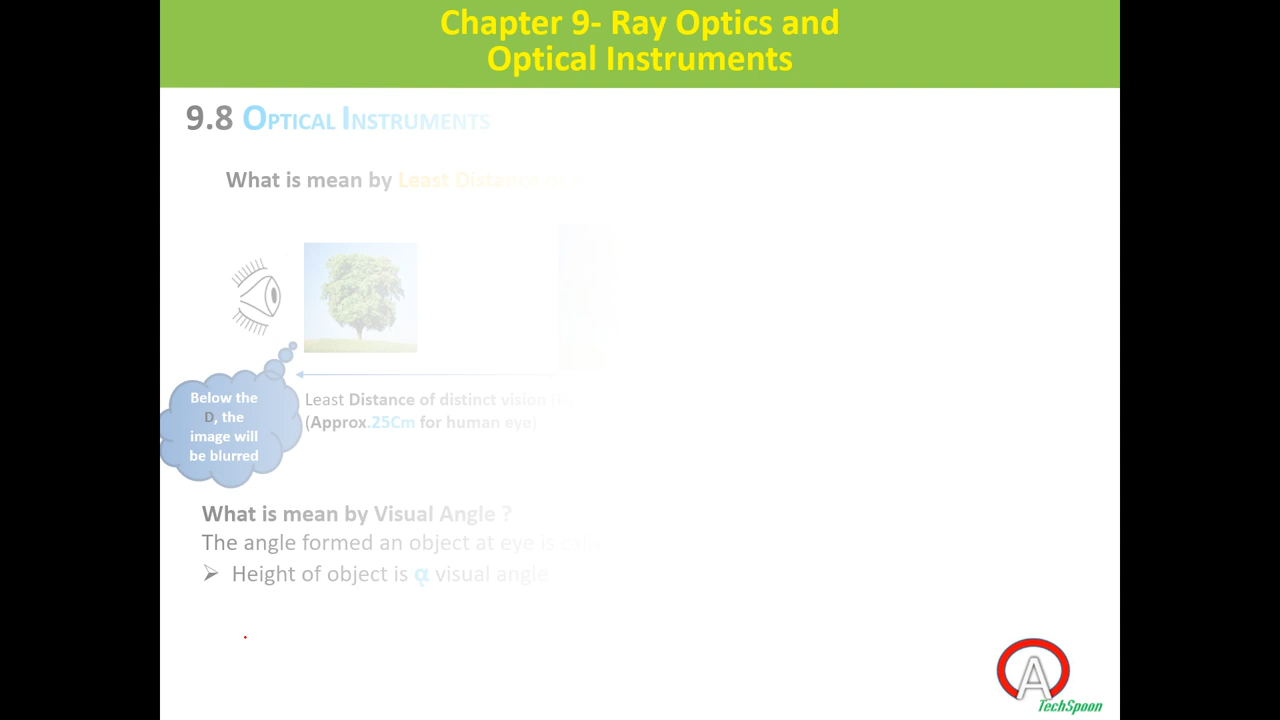 Chapter 9- Ray Optics and
Optical Instruments
9.8 OPTICAL INSTRUMENTS
What is mean by Least Distance
Below the
D, the
image will
be blurred
Least Distance of distinct vision
(Approx.25Cm for human eye)
What is mean by Visual Angle ?
The angle formed an object at eye is
➢ Height of object is α visual angle
A
TechSpoon